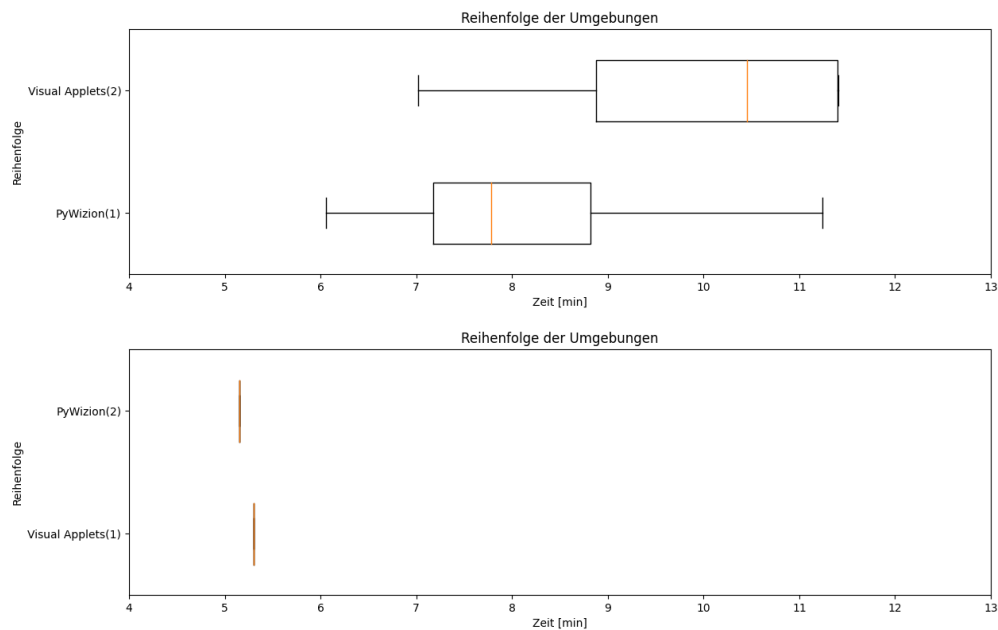 Reihenfolge der Umgebungen
Visual Applets(2)
PyWizion(1)
Reihenfolge
4 5 6 7 8 9 10 11 12 13
Zeit [min]
Reihenfolge der Umgebungen
PyWizion(2)
Visual Applets(1)
Reihenfolge
4 5 6 7 8 9 10 11 12 13
Zeit [min]